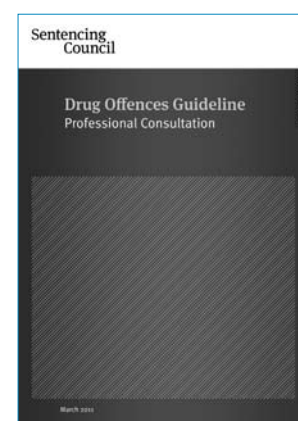 Sentencing
Council
Drug Offences Guideline
Professional Consultation
March 2011